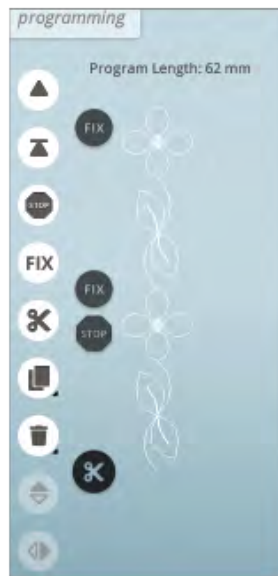 programming
Program Length: 62 mm
FIX
STOP
FIX
FIX
STOP